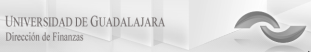 UNIVERSIDAD DE GUADALAJARA
Dirección de Finanzas